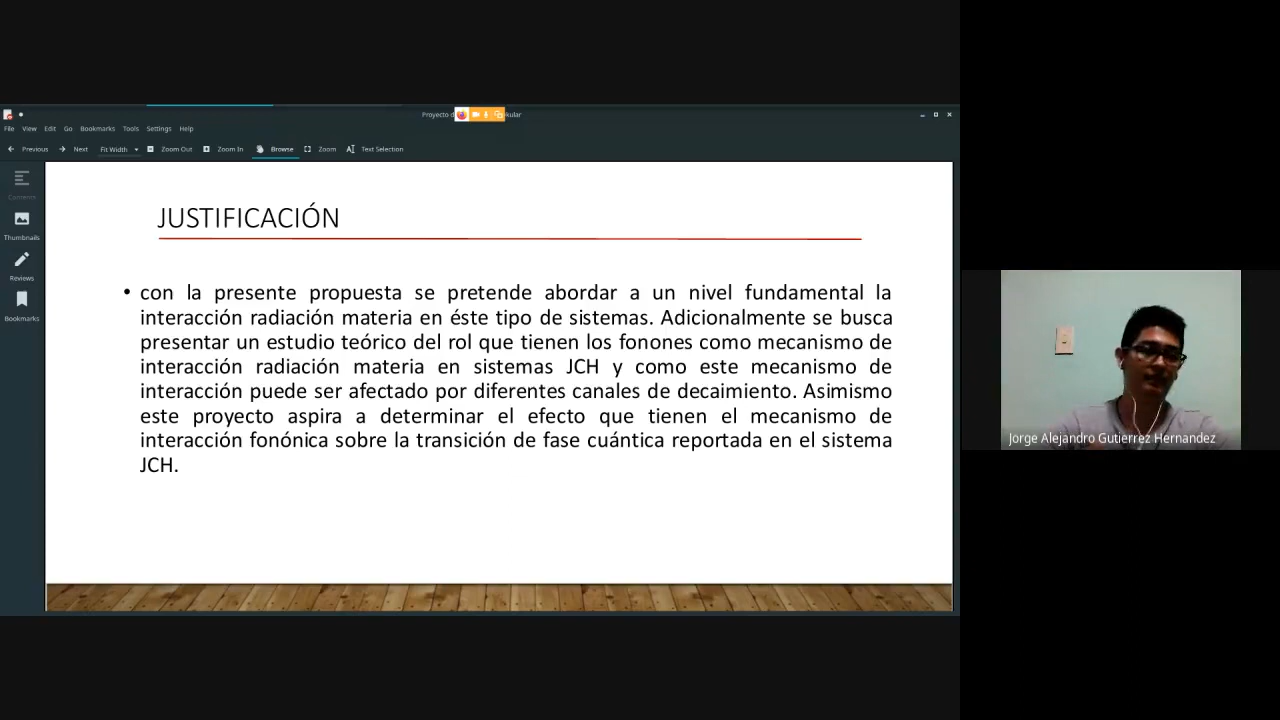 Proyecto d kular
File View Edit Go Bookmarks Tools Settings Help
Previous Next Fit Width Zoom Out Zoom In Browse Zoom Text Selection
Thumbnails
Reviews
Bookmarks
JUSTIFICACIÓN
• con la presente propuesta se pretende abordar a un nivel fundamental la
interacción radiación materia en éste tipo de sistemas. Adicionalmente se busca
presentar un estudio teórico del rol que tienen los fonones como mecanismo de
interacción radiación materia en sistemas JCH y como este mecanismo de
interacción puede ser afectado por diferentes canales de decaimiento. Asimismo
este proyecto aspira a determinar el efecto que tienen el mecanismo de
interacción fonónica sobre la transición de fase cuántica reportada en el sistema
JCH.
Jorge Alejandro Gutierrez Hernandez